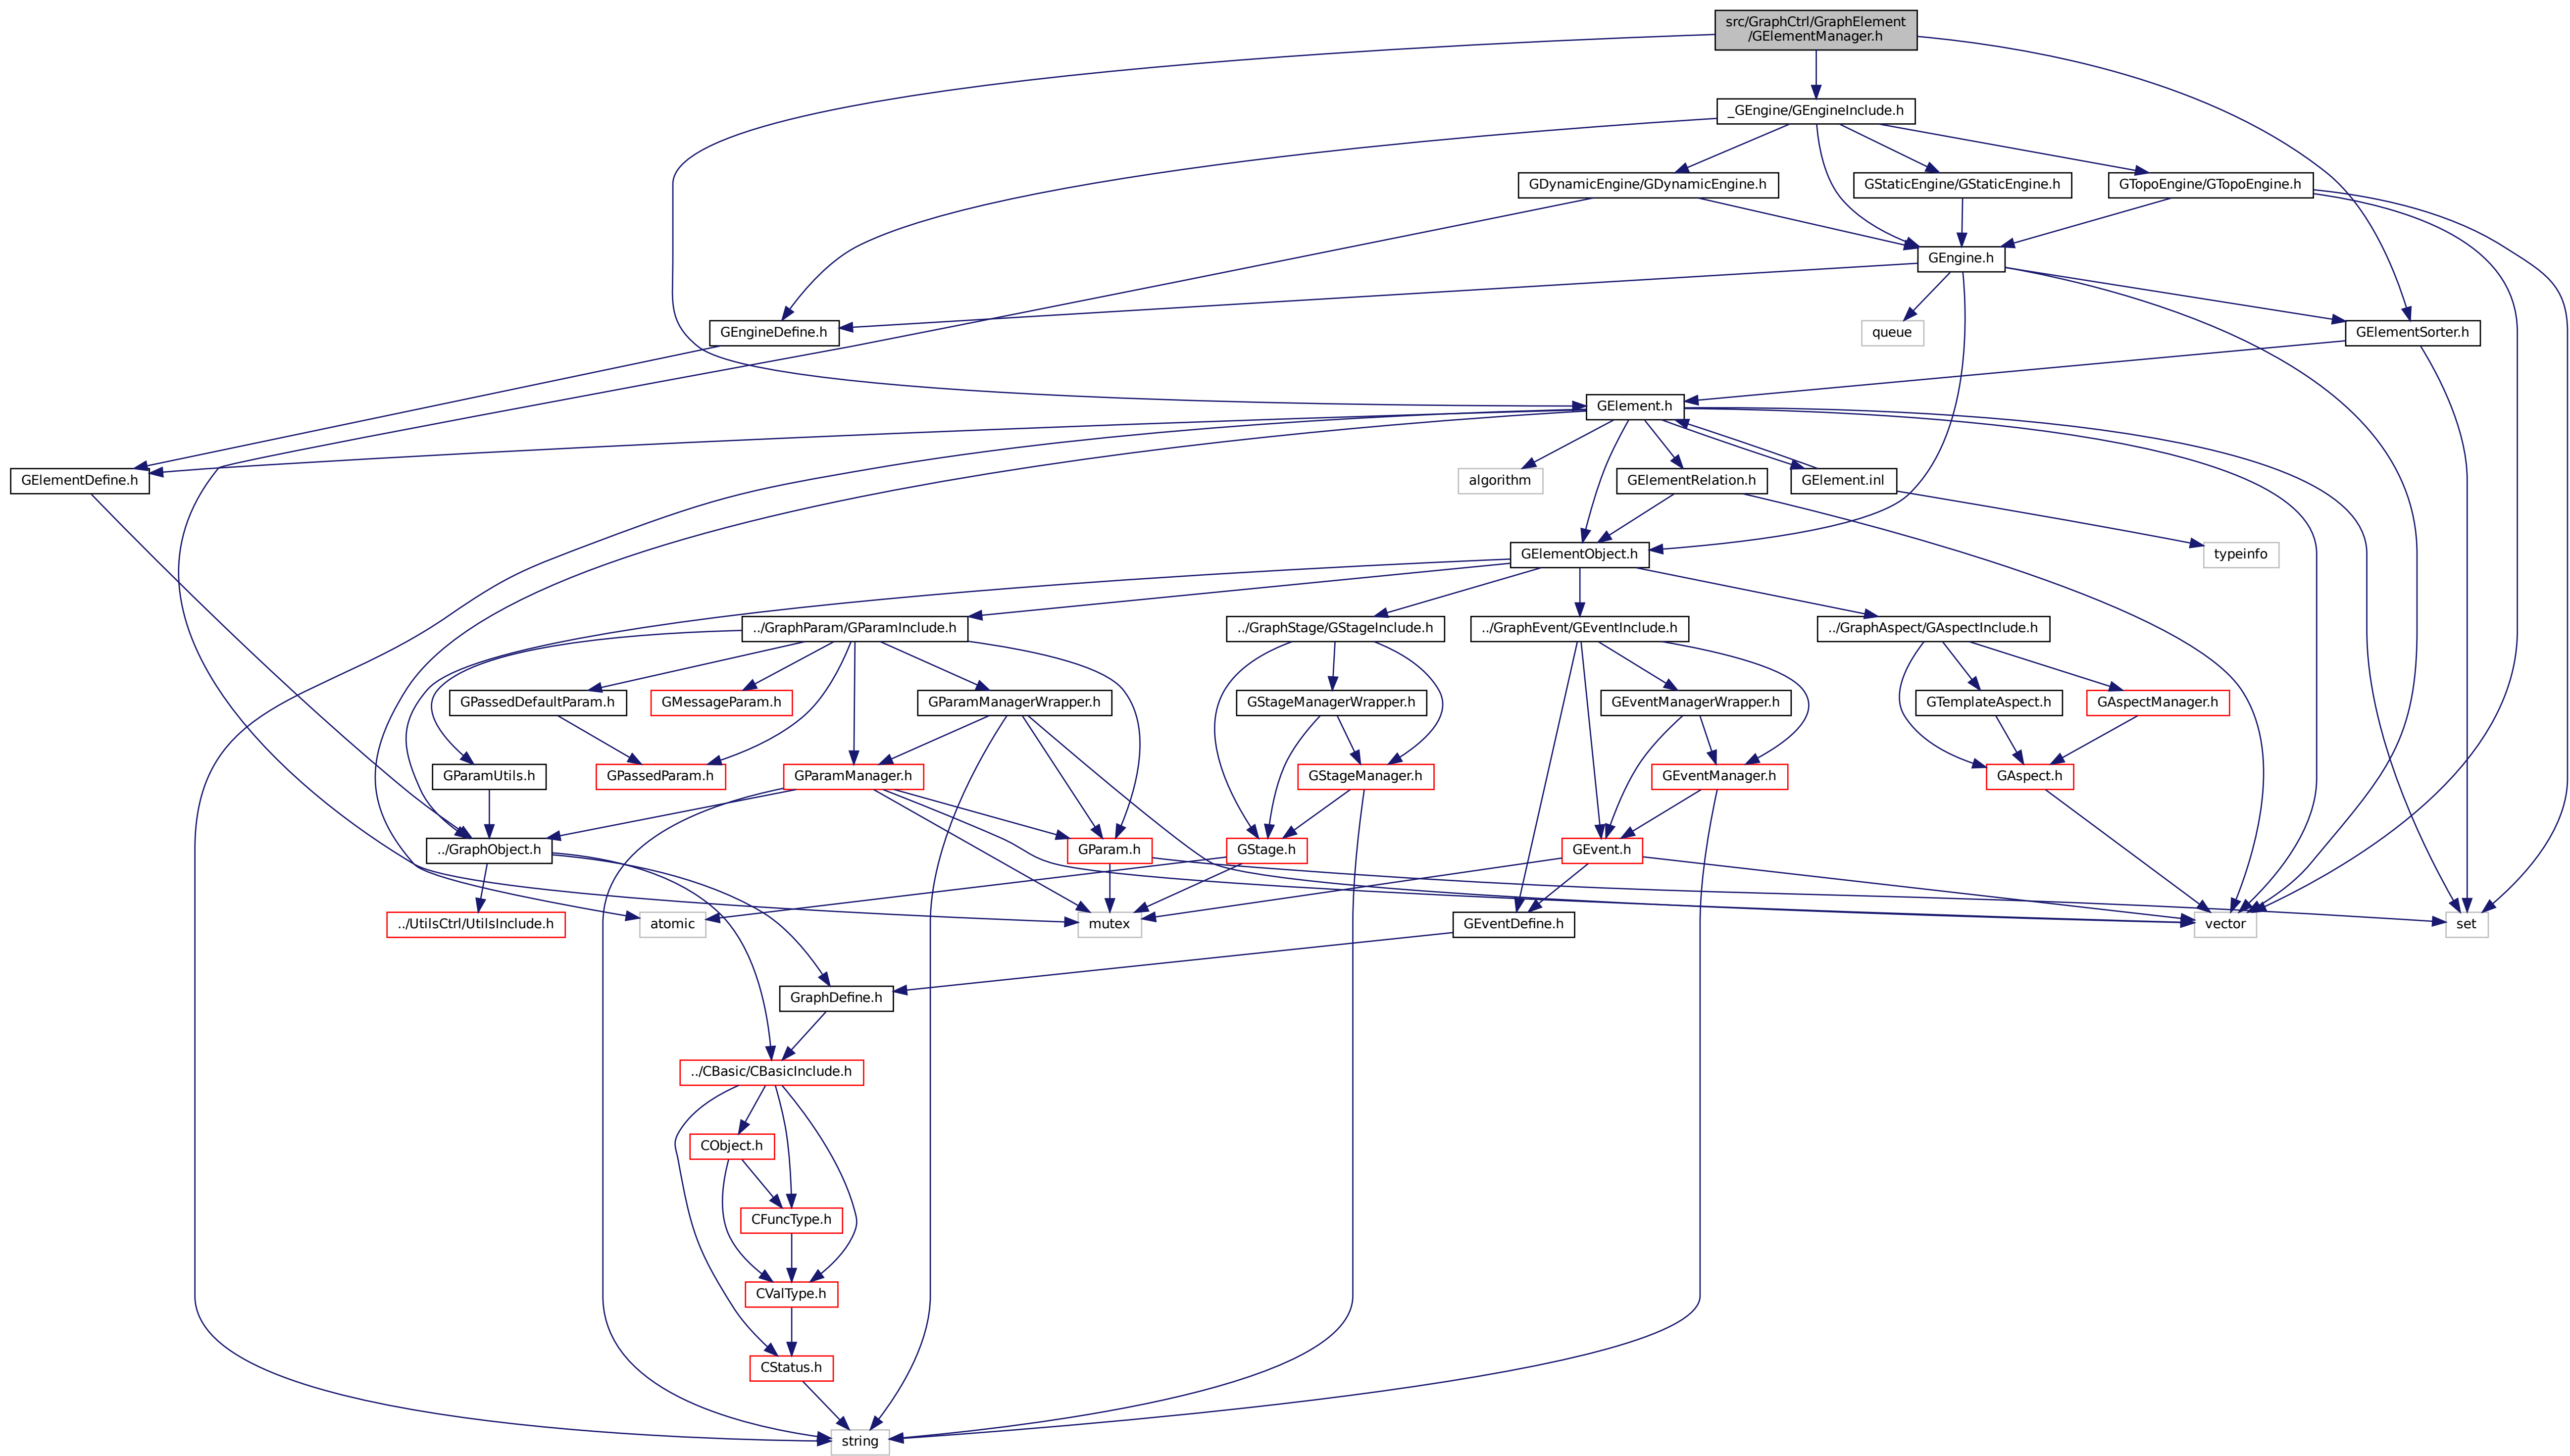 src/GraphCtrl/GraphElement
/GElementManager.h
_GEngine/GEngineInclude.h
GDynamicEngine/GDynamicEngine.h
GStaticEngine/GStaticEngine.h
GTopoEngine/GTopoEngine.h
GEngine.h
GEngineDefine.h
queue
GElementSorter.h
GElement.h
GElementDefine.h
algorithm
GElementRelation.h
GElement.inl
GElementObject.h
typeinfo
../GraphParam/GParamInclude.h
../GraphStage/GStageInclude.h
../GraphEvent/GEventInclude.h
../GraphAspect/GAspectInclude.h
GPassedDefaultParam.h
GMessageParam.h
GParamManagerWrapper.h
GStageManagerWrapper.h
GEventManagerWrapper.h
GTemplateAspect.h
GAspectManager.h
GParamUtils.h
GPassedParam.h
GParamManager.h
GStageManager.h
GEventManager.h
GAspect.h
../GraphObject.h
GParam.h
GStage.h
GEvent.h
../UtilsCtrl/UtilsInclude.h
atomic
mutex
GEventDefine.h
vector
set
GraphDefine.h
../CBasic/CBasicInclude.h
CObject.h
CFuncType.h
CValType.h
CStatus.h
string